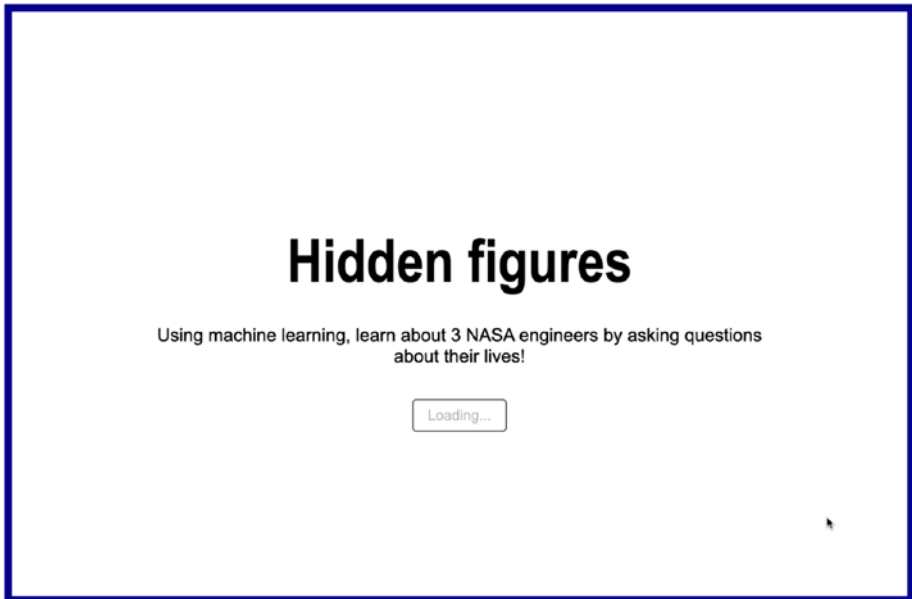 Hidden figures
Using machine learning, learn about 3 NASA engineers by asking questions
about their lives!
Loading...